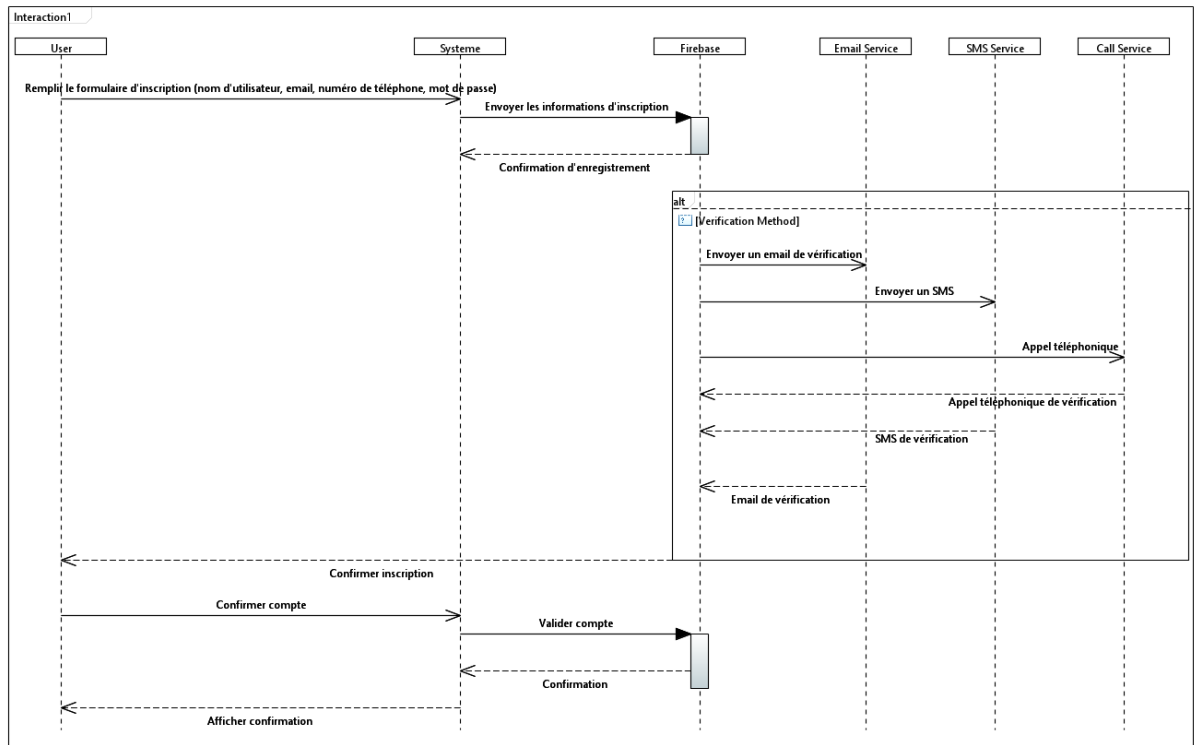 Interaction1
User
Systeme
Firebase
Email Service
SMS Service
Call Service
Remplir le formulaire d'inscription (nom d'utilisateur, email, numéro de téléphone, mot de passe)
Envoyer les informations d'inscription
Confirmation d'enregistrement
alt
[Verification Method]
Envoyer un email de vérification
Envoyer un SMS
Appel téléphonique
Appel téléphonique de vérification
SMS de vérification
Email de vérification
Confirmer inscription
Confirmer compte
Valider compte
Confirmation
Afficher confirmation